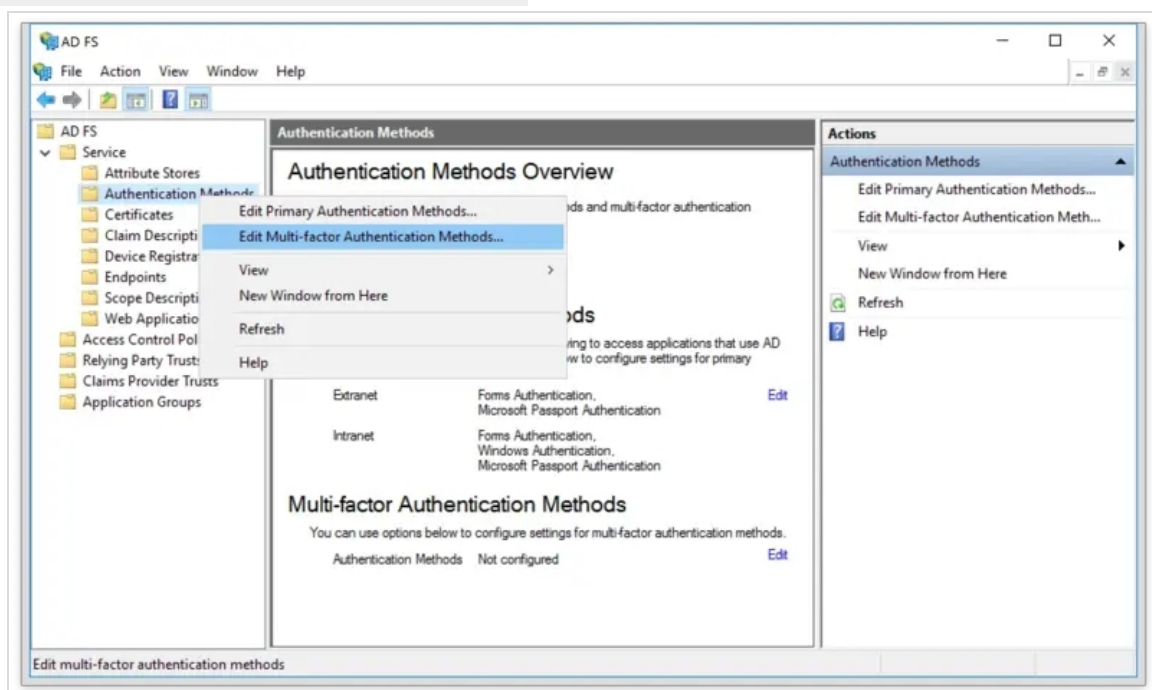 AD FS
File Action View Window Help
AD FS
Service
Attribute Stores
Authentication Methods
Certificates
Claim Descripti
Device Registra
Endpoints
Scope Descripti
Web Applicatio
Access Control Pol
Relying Party Trusts
Claims Provider Trusts
Application Groups
Edit Primary Authentication Methods...
Edit Multi-factor Authentication Methods...
View
New Window from Here
Refresh
Help
Authentication Methods
Authentication Methods Overview
ods and multi-factor authentication
ods
ying to access applications that use AD
ow to configure settings for primary
Extranet Forms Authentication, Edit
Microsoft Passport Authentication
Intranet Forms Authentication,
Windows Authentication,
Microsoft Passport Authentication
Multi-factor Authentication Methods
You can use options below to configure settings for multi-factor authentication methods.
Authentication Methods Not configured Edit
Actions
Authentication Methods
Edit Primary Authentication Methods...
Edit Multi-factor Authentication Meth...
View
New Window from Here
Refresh
Help
Edit multi-factor authentication methods